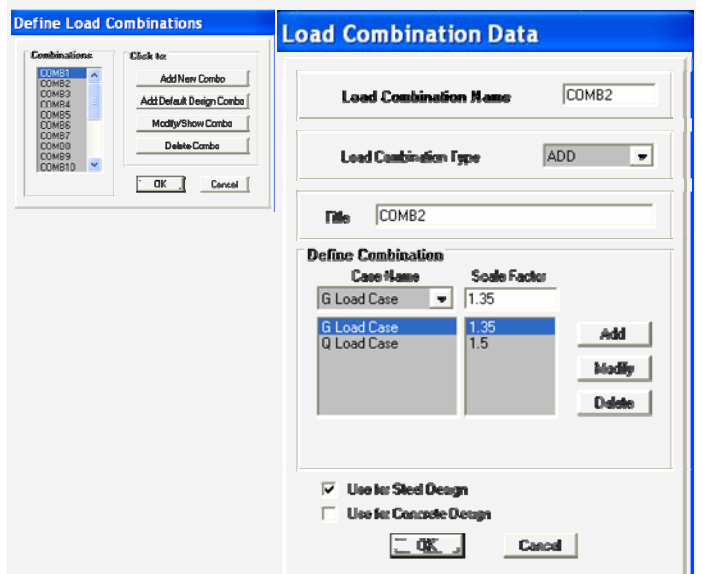 Define Load Combinations
Combinations
COMB1
COMB2
COMB3
COMB4
COMB5
COMB6
COMB7
COMB8
COMB9
COMB10
Click to:
Add New Combo
Add Default Design Combo
Modify/Show Combo
Delete Combo
OK
Cancel
Load Combination Data
Load Combination Name
COMB2
Load Combination Type
ADD
Title
COMB2
Define Combination
Case Name Scale Factor
G Load Case 1.35
G Load Case 1.35
Q Load Case 1.5
Add
Modify
Delete
Use for Steel Design
Use for Concrete Design
OK
Cancel